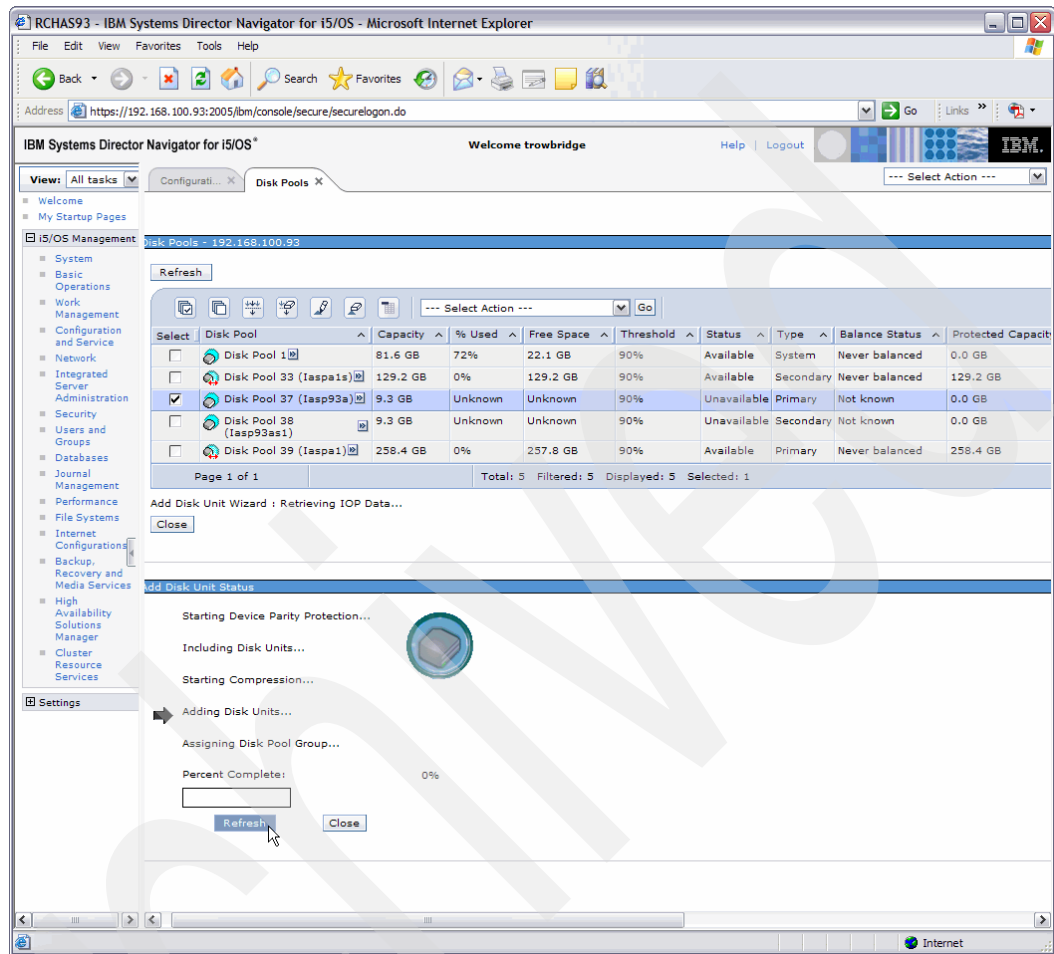 RCHAS93 - IBM Systems Director Navigator for i5/OS - Microsoft Internet Explorer
File Edit View Favorites Tools Help
Back Search Favorites
Address https://192.168.100.93:2005/ibm/console/secure/securelogon.do Go Links »
IBM Systems Director Navigator for i5/OS® Welcome trowbridge Help | Logout IBM.
View: All tasks Configurati... X Disk Pools X --- Select Action ---
Welcome
My Startup Pages
i5/OS Management
System
Basic
Operations
Work
Management
Configuration
and Service
Network
Integrated
Server
Administration
Security
Users and
Groups
Databases
Journal
Management
Performance
File Systems
Internet
Configurations
Backup,
Recovery and
Media Services
High
Availability
Solutions
Manager
Cluster
Resource
Services
Settings
Disk Pools - 192.168.100.93
Refresh
--- Select Action --- Go
Select Disk Pool Capacity % Used Free Space Threshold Status Type Balance Status Protected Capacit
Disk Pool 1 81.6 GB 72% 22.1 GB 90% Available System Never balanced 0.0 GB
Disk Pool 33 (Iaspa1s) 129.2 GB 0% 129.2 GB 90% Available Secondary Never balanced 129.2 GB
Disk Pool 37 (Iasp93a) 9.3 GB Unknown Unknown 90% Unavailable Primary Not known 0.0 GB
Disk Pool 38 9.3 GB Unknown Unknown 90% Unavailable Secondary Not known 0.0 GB
(Iasp93as1)
Disk Pool 39 (Iaspa1) 258.4 GB 0% 257.8 GB 90% Available Primary Never balanced 258.4 GB
Page 1 of 1 Total: 5 Filtered: 5 Displayed: 5 Selected: 1
Add Disk Unit Wizard : Retrieving IOP Data...
Close
Add Disk Unit Status
Starting Device Parity Protection...
Including Disk Units...
Starting Compression...
Adding Disk Units...
Assigning Disk Pool Group...
Percent Complete: 0%
Refresh Close
Internet